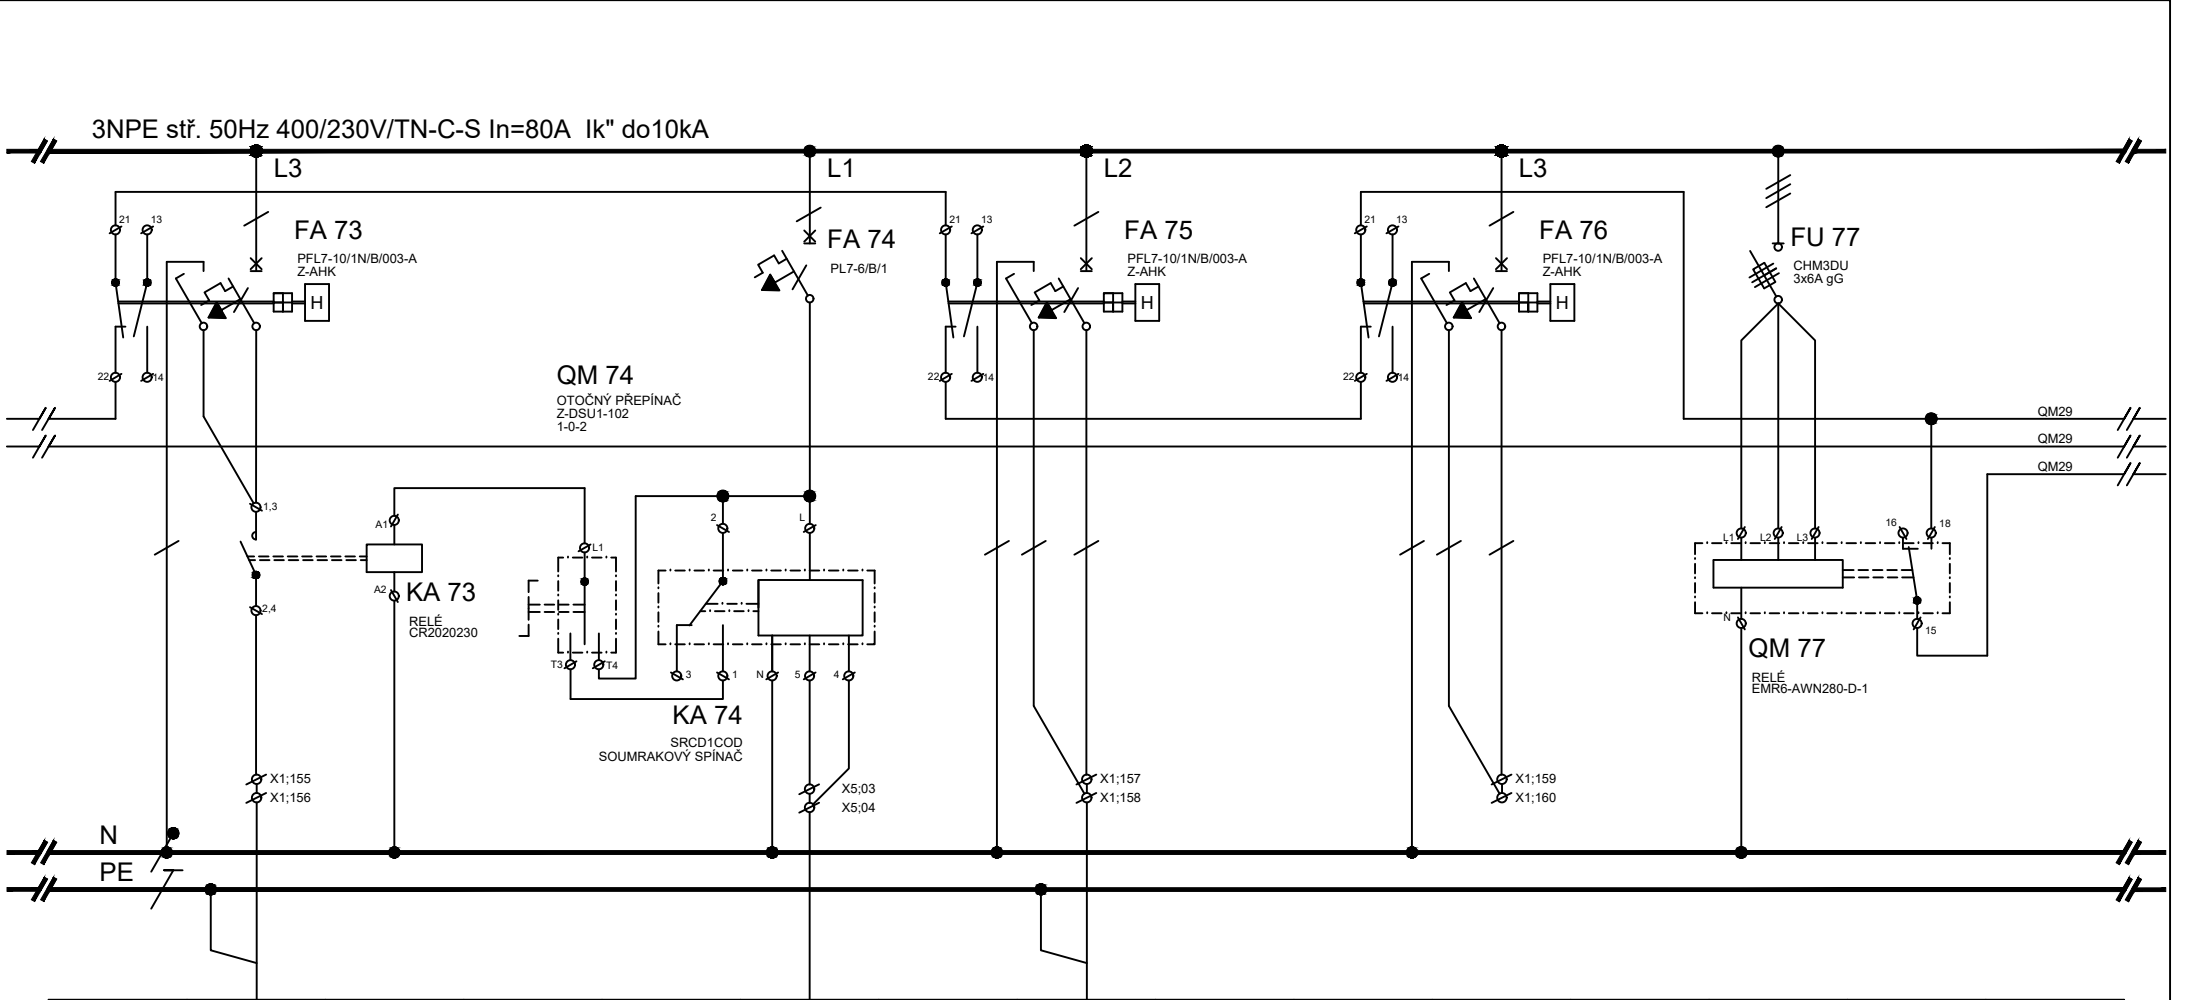 3NPE stř. 50Hz 400/230V/TN-C-S In=80A Ik" do10kA
L3
L1
L2
L3
21
13
FA 73
PFL7-10/1N/B/003-A
Z-AHK
H
22
14
FA 74
PL7-6/B/1
21
13
FA 75
PFL7-10/1N/B/003-A
Z-AHK
H
22
14
21
13
FA 76
PFL7-10/1N/B/003-A
Z-AHK
H
22
14
FU 77
CHM3DU
3x6A gG
QM 74
OTOČNÝ PŘEPÍNAČ
Z-DSU1-102
1-0-2
QM29
QM29
QM29
1,3
2,4
A1
A2
KA 73
RELÉ
CR2020230
L1
T3
T4
2
L
3
1
N
5
4
KA 74
SRCD1COD
SOUMRAKOVÝ SPÍNAČ
L1
L2
L3
16
18
N
15
QM 77
RELÉ
EMR6-AWN280-D-1
X1;155
X1;156
X5;03
X5;04
X1;157
X1;158
X1;159
X1;160
N
PE